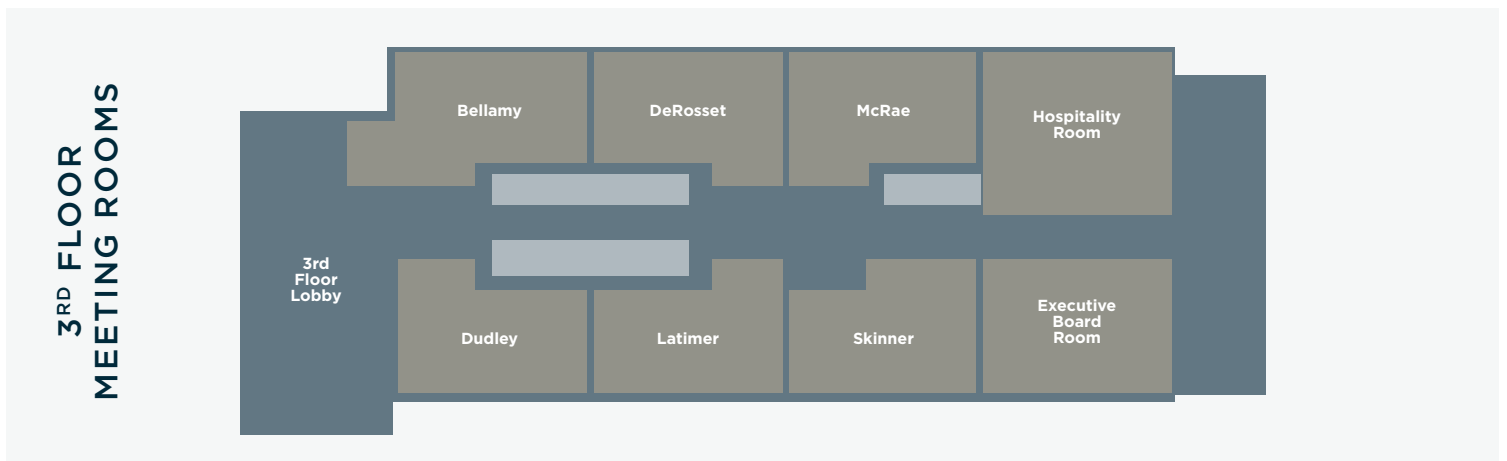 3RD FLOOR
MEETING ROOMS
Bellamy
DeRosset
McRae
Hospitality
Room
3rd
Floor
Lobby
Dudley
Latimer
Skinner
Executive
Board
Room